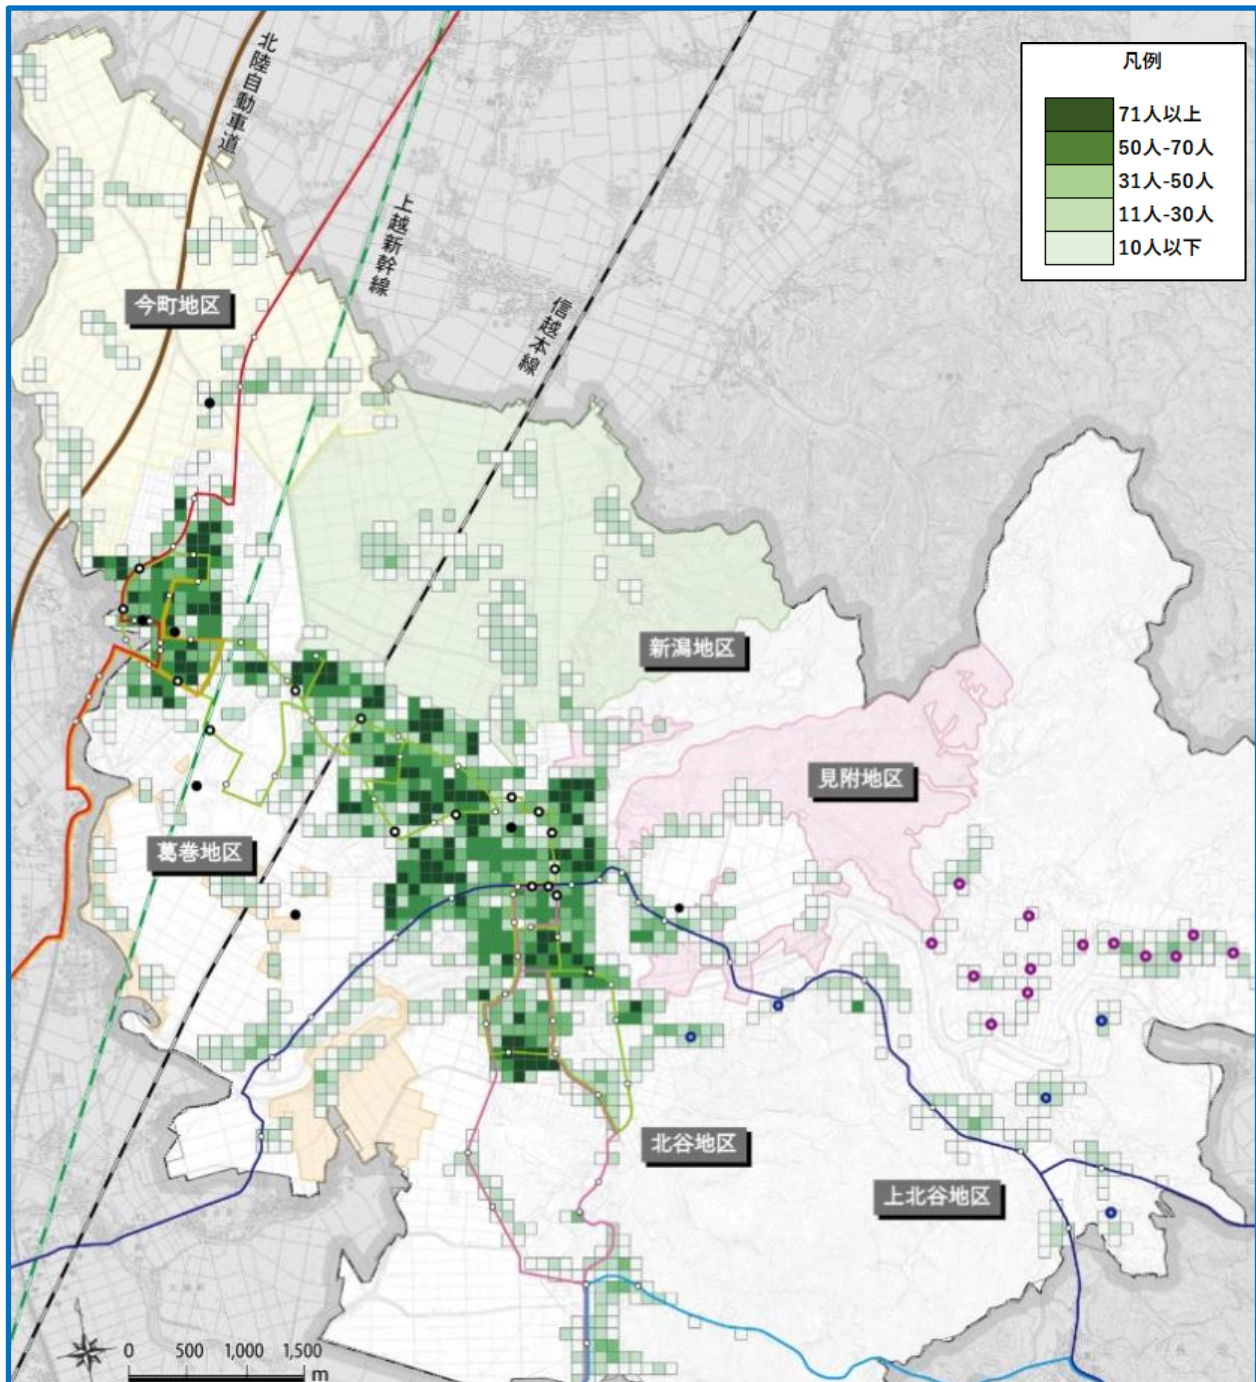 凡例
71人以上
50人-70人
31人-50人
11人-30人
10人以下
北陸自動車道
上越新幹線
信越本線
今町地区
新潟地区
見附地区
葛巻地区
北谷地区
上北谷地区
0 500 1,000 1,500
m